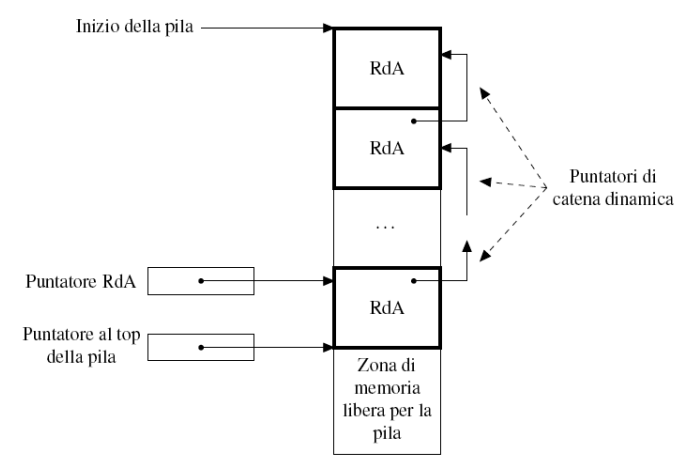 Inizio della pila
RdA
RdA
Puntatori di
catena dinamica
...
Puntatore RdA
RdA
Puntatore al top
della pila
Zona di
memoria
libera per la
pila